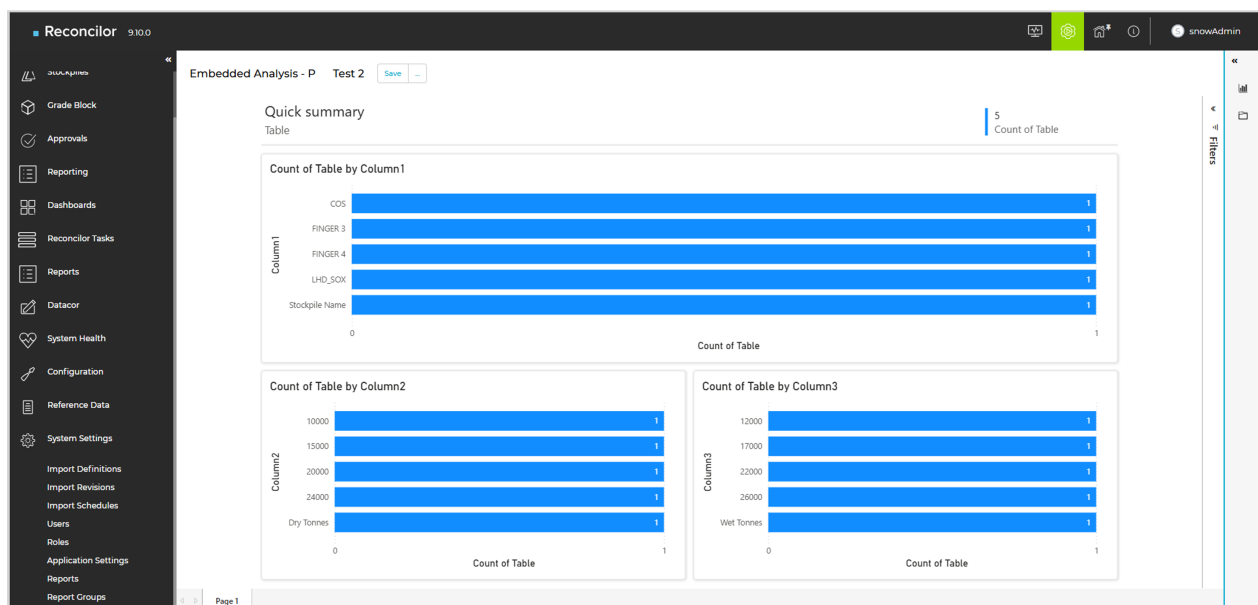 Reconcilor 9.10.0
S snowAdmin
Stockpiles
Grade Block
Approvals
Reporting
Dashboards
Reconcilor Tasks
Reports
Datacor
System Health
Configuration
Reference Data
System Settings
Import Definitions
Import Revisions
Import Schedules
Users
Roles
Application Settings
Reports
Report Groups
Embedded Analysis - P Test 2 Save ...
Quick summary
Table
5
Count of Table
Filters
Count of Table by Column1
Column1
COS 1
FINGER 3 1
FINGER 4 1
LHD_SOX 1
Stockpile Name 1
0 1
Count of Table
Count of Table by Column2
Column2
10000 1
15000 1
20000 1
24000 1
Dry Tonnes 1
0 1
Count of Table
Count of Table by Column3
Column3
12000 1
17000 1
22000 1
26000 1
Wet Tonnes 1
0 1
Count of Table
Page 1